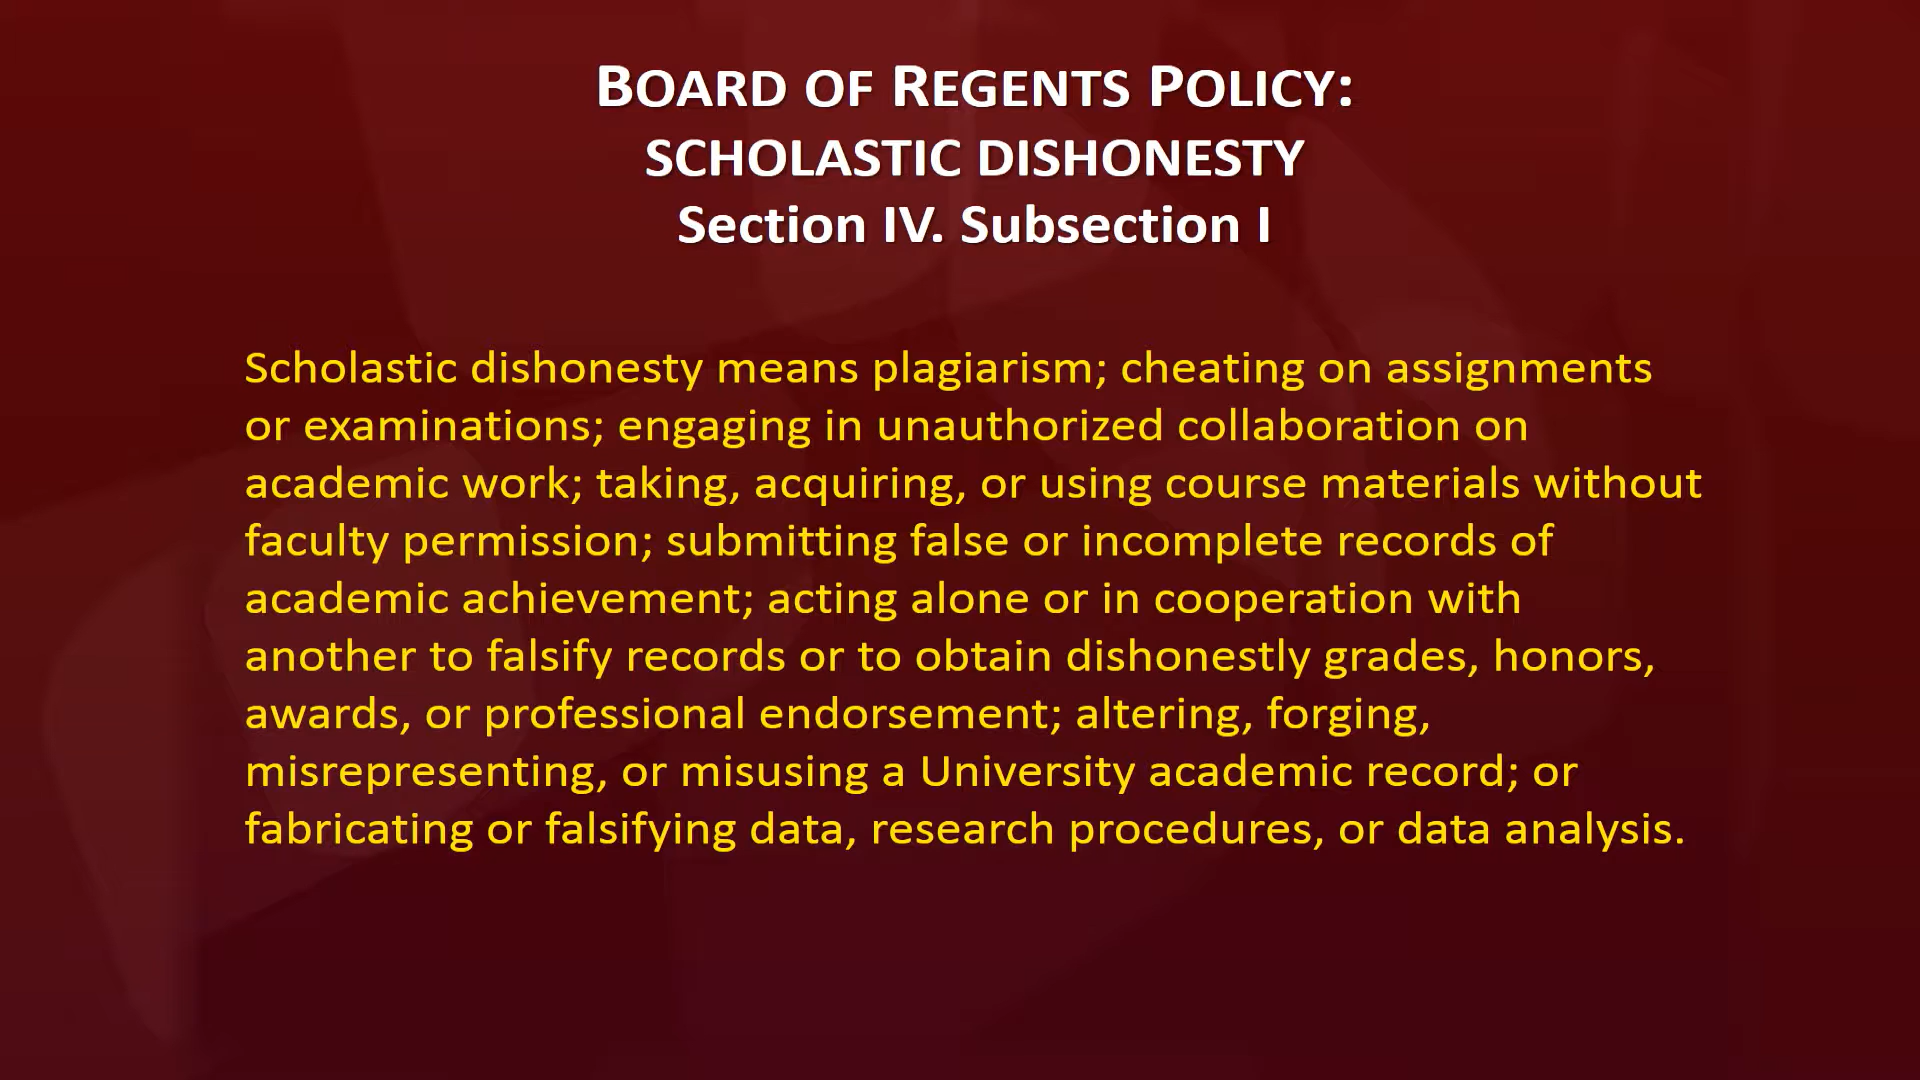 BOARD OF REGENTS POLICY:
SCHOLASTIC DISHONESTY
Section IV. Subsection I
Scholastic dishonesty means plagiarism; cheating on assignments
or examinations; engaging in unauthorized collaboration on
academic work; taking, acquiring, or using course materials without
faculty permission; submitting false or incomplete records of
academic achievement; acting alone or in cooperation with
another to falsify records or to obtain dishonestly grades, honors,
awards, or professional endorsement; altering, forging,
misrepresenting, or misusing a University academic record; or
fabricating or falsifying data, research procedures, or data analysis.